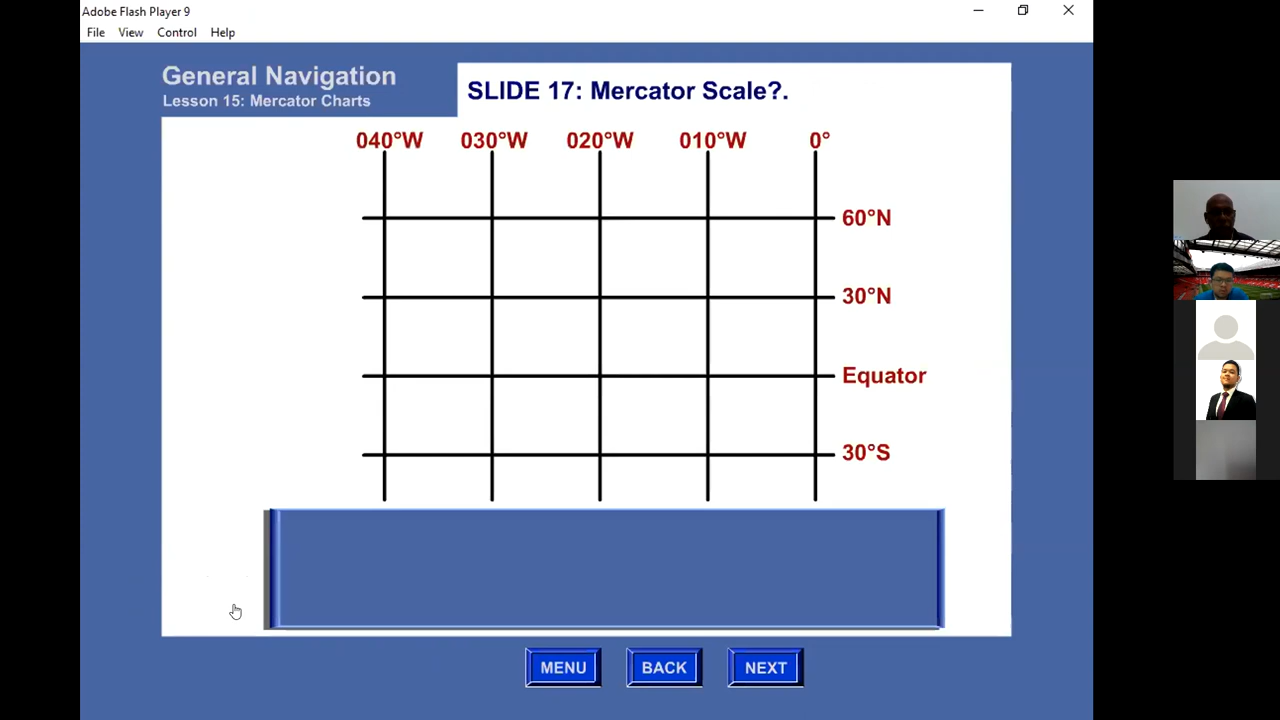 Adobe Flash Player 9
File View Control Help
General Navigation
Lesson 15: Mercator Charts
SLIDE 17: Mercator Scale?.
040°W 030°W 020°W 010°W 0°
60°N
30°N
Equator
30°S
MENU BACK NEXT